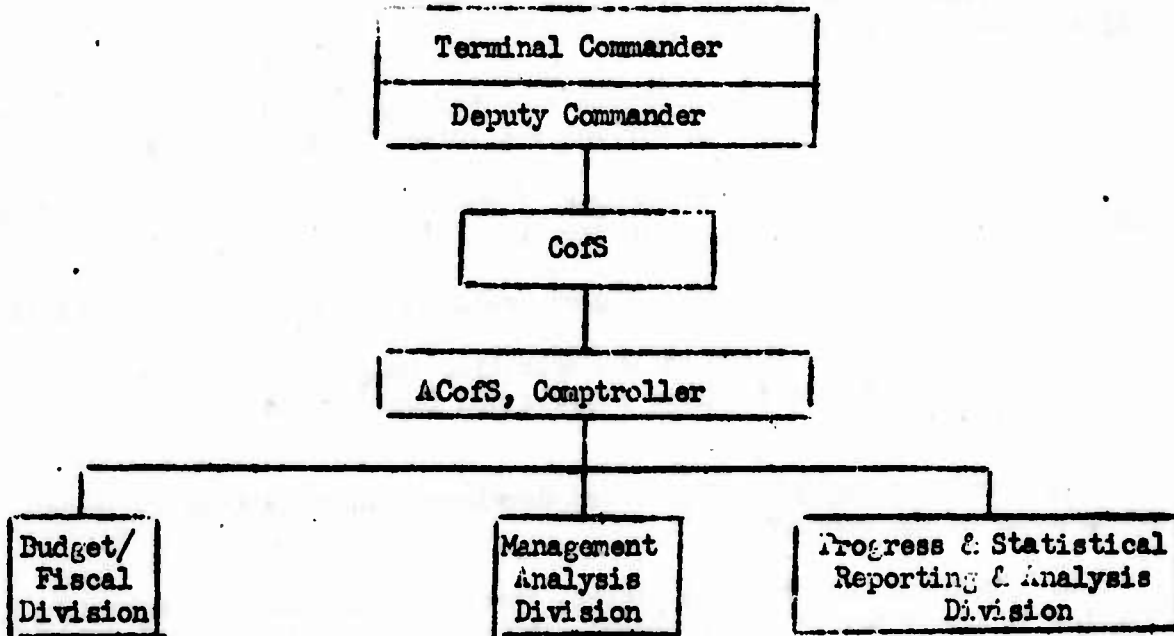 Terminal Commander
Deputy Commander
CofS
ACofS, Comptroller
Budget/
Fiscal
Division
Management
Analysis
Division
Progress & Statistical
Reporting & Analysis
Division